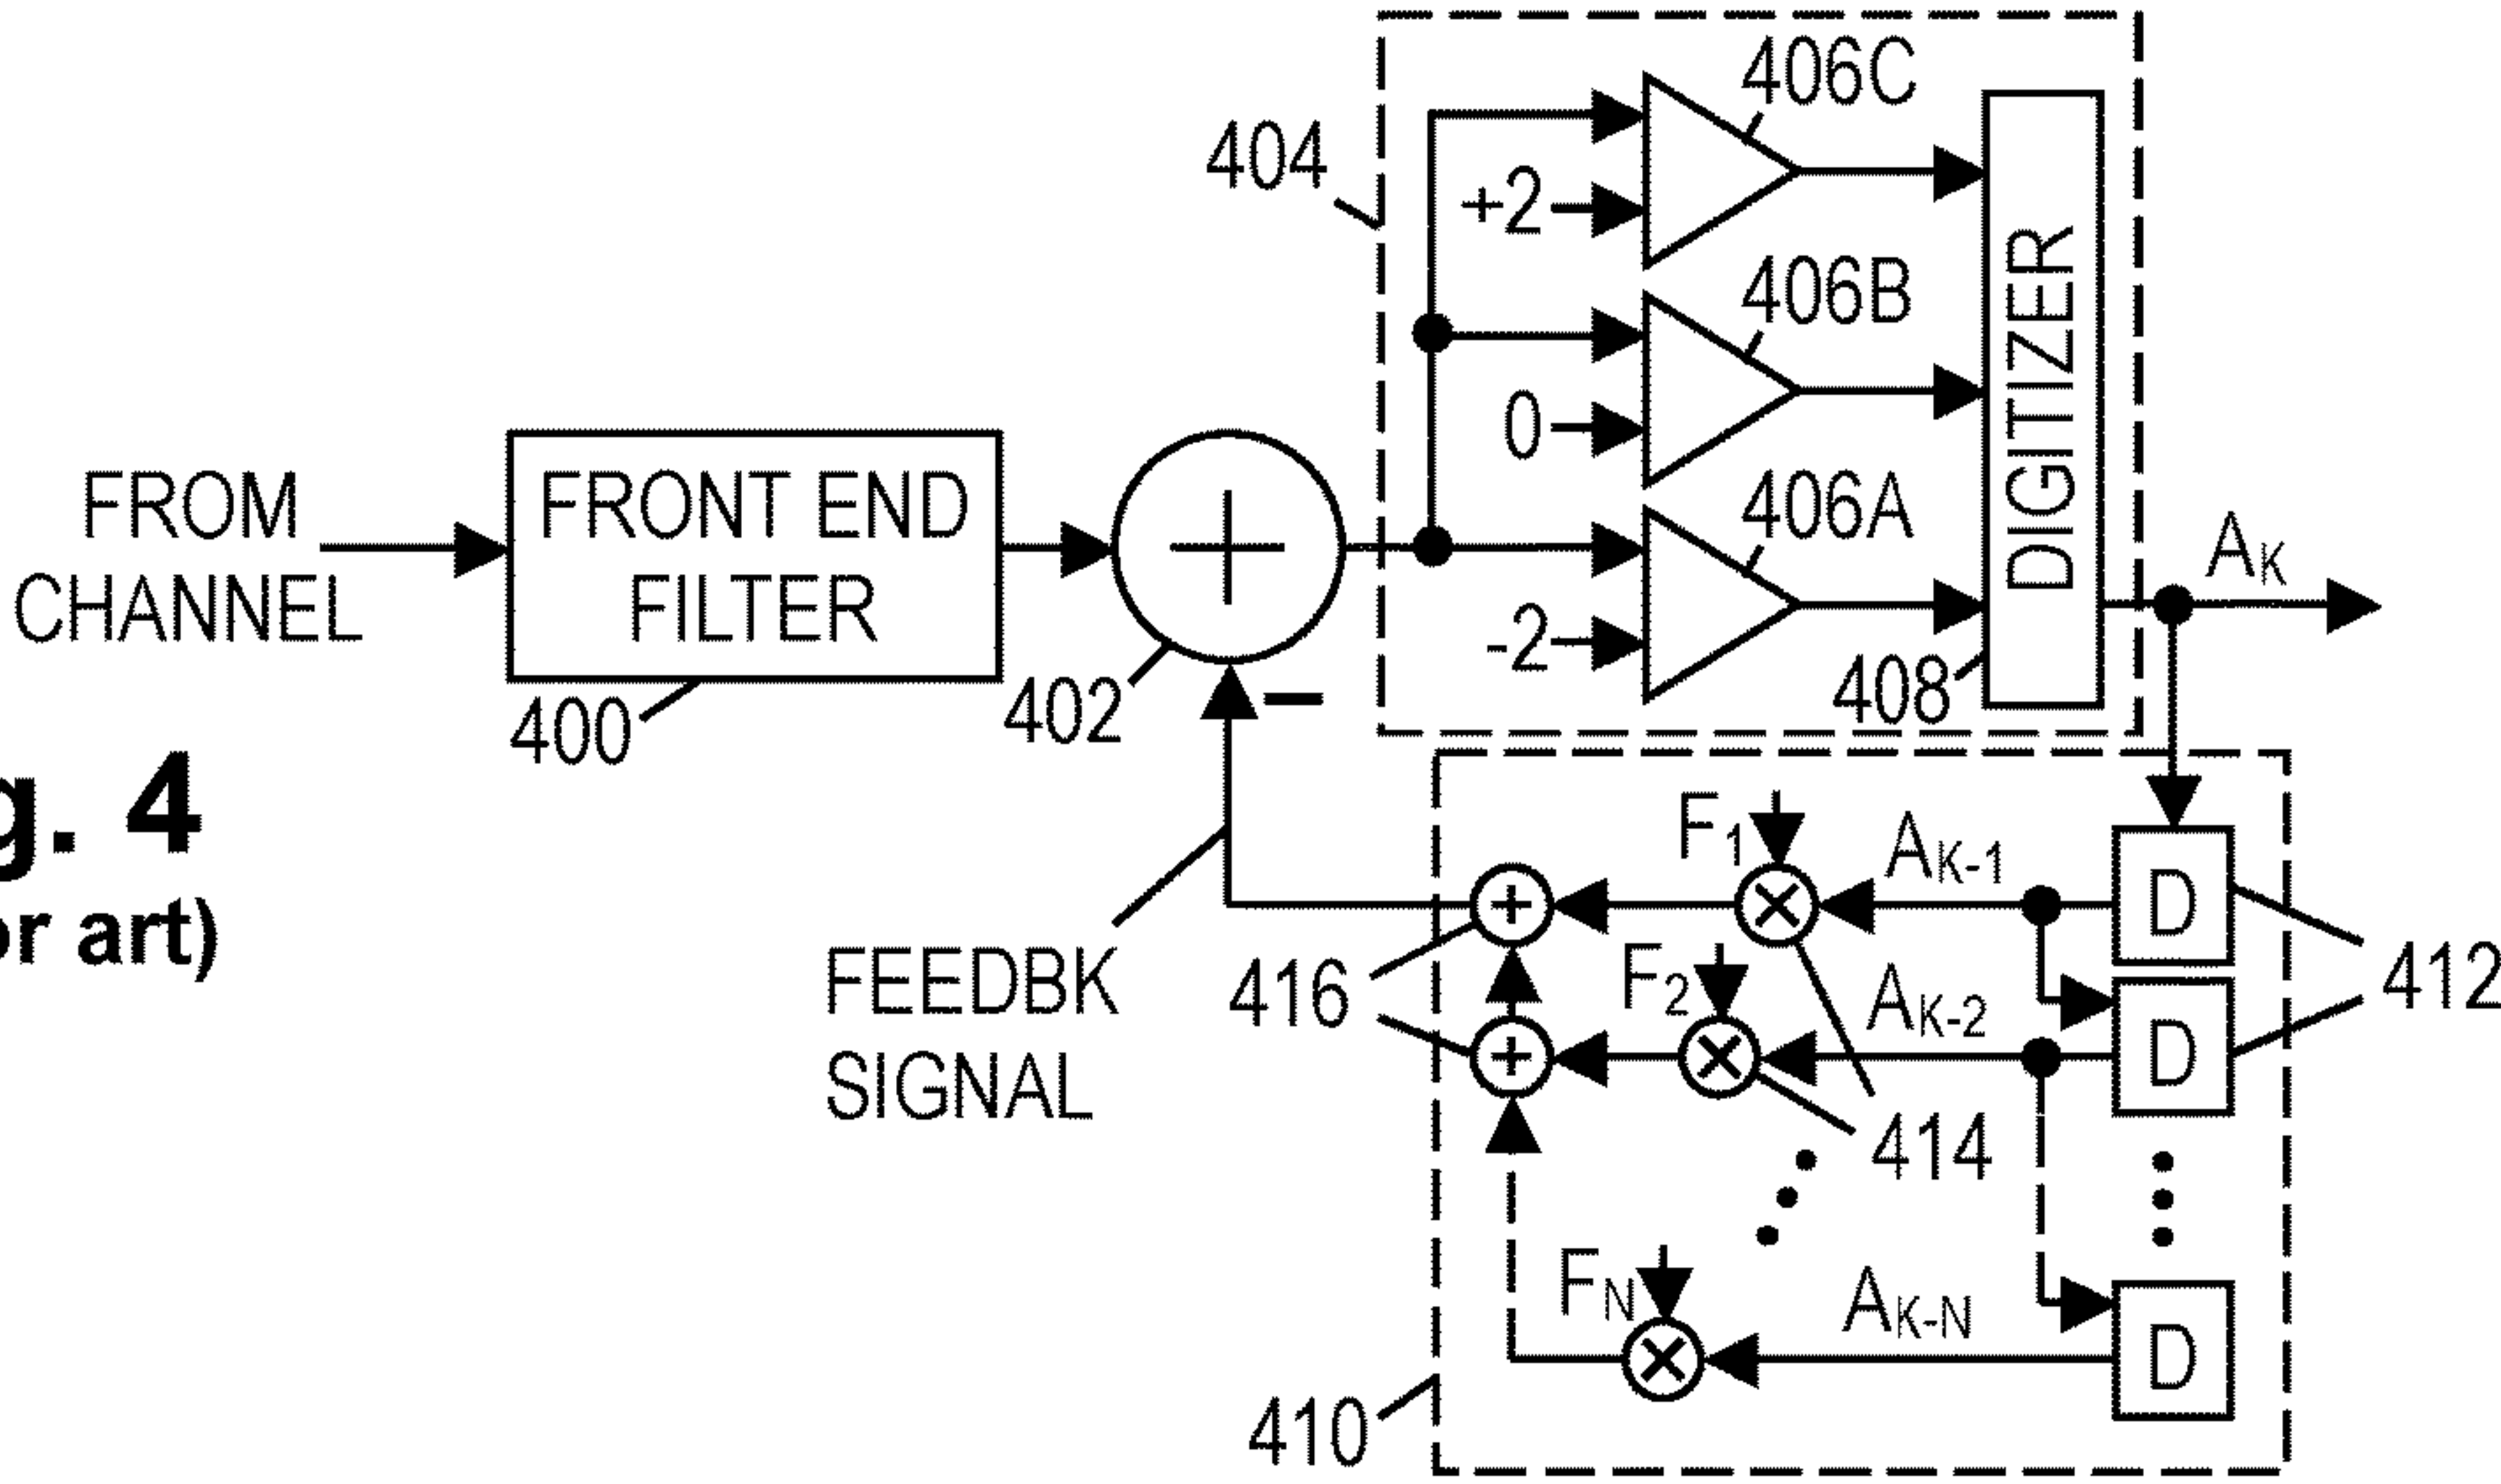 406C
404
+2
406B
0
406A
DIGITIZER
FROM
CHANNEL
FRONT END
FILTER
-2
AK
400
402
408
g. 4
or art)
F1
AK-1
D
FEEDBK
SIGNAL
416
F2
AK-2
D
412
414
FN
AK-N
D
410